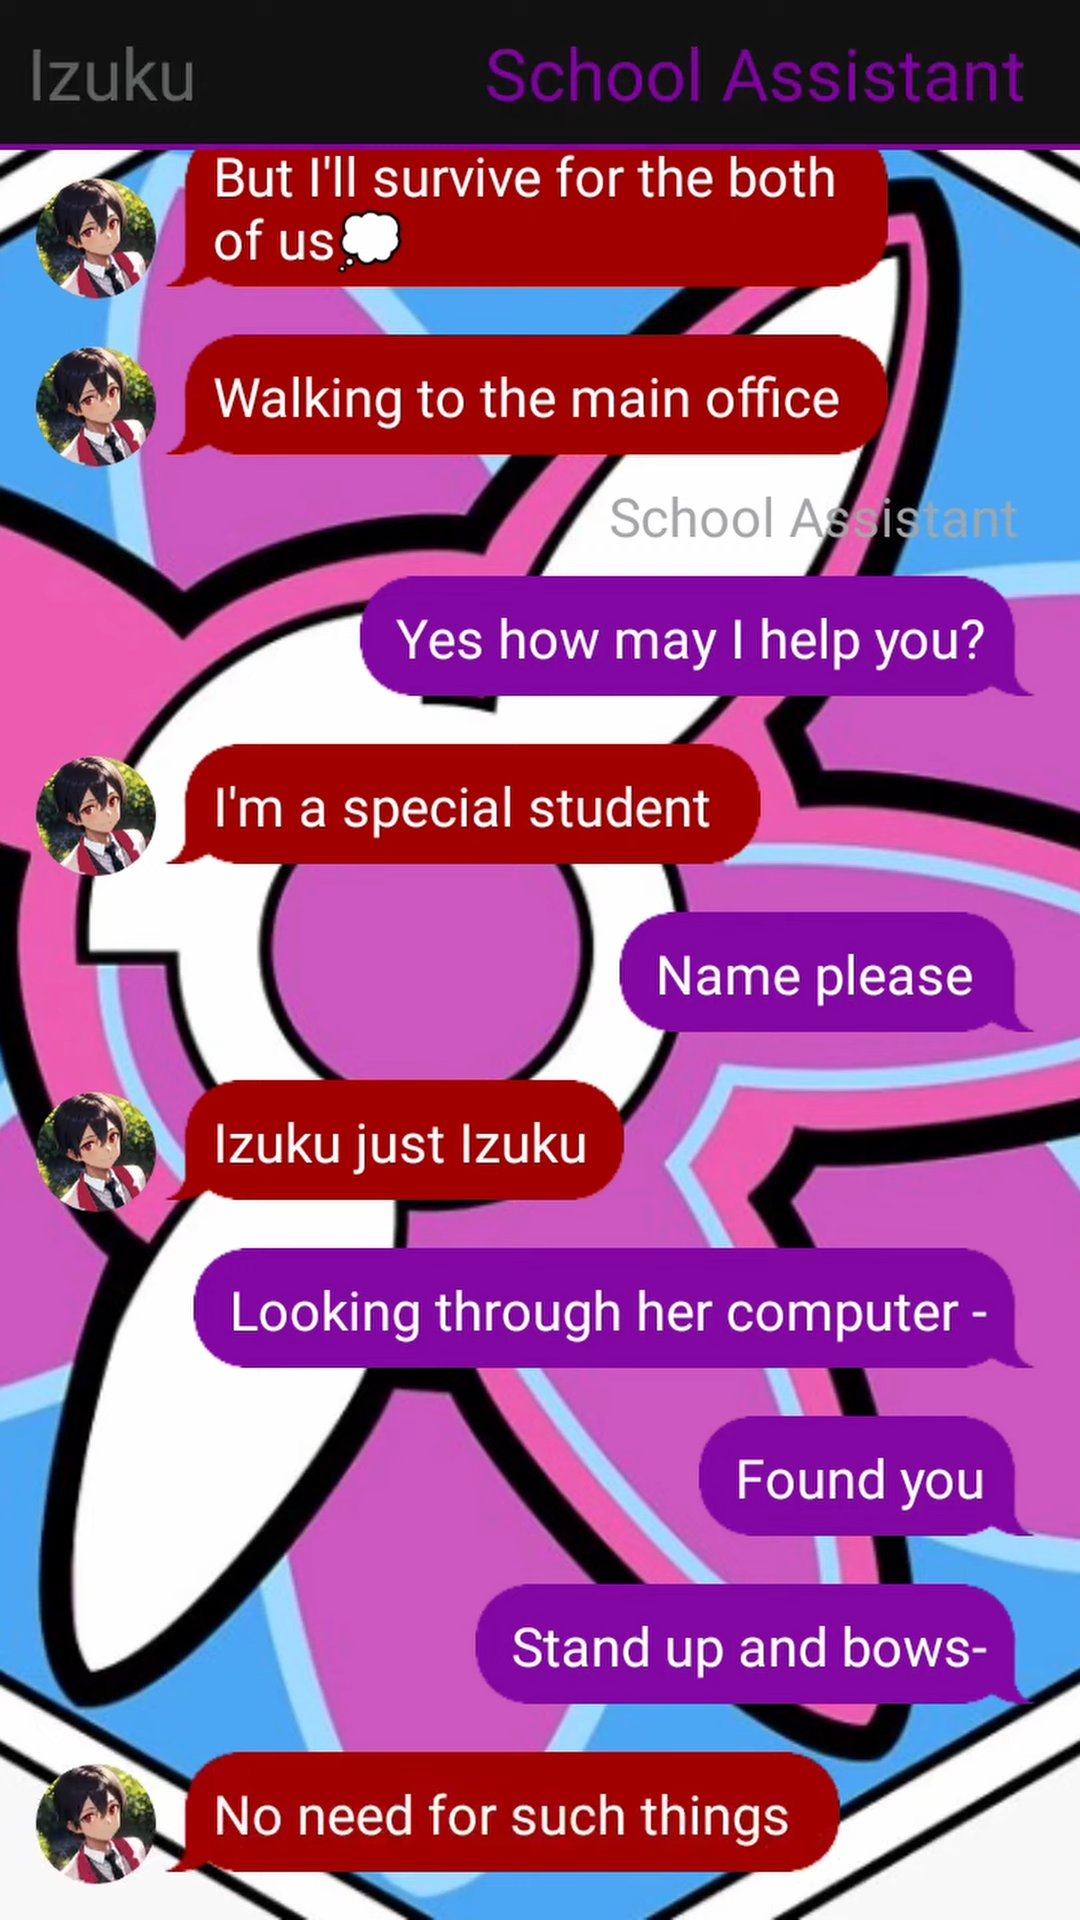 Izuku
School Assistant
But I'll survive for the both
of us💭
Walking to the main office
School Assistant
Yes how may I help you?
I'm a special student
Name please
Izuku just Izuku
Looking through her computer -
Found you
Stand up and bows-
No need for such things